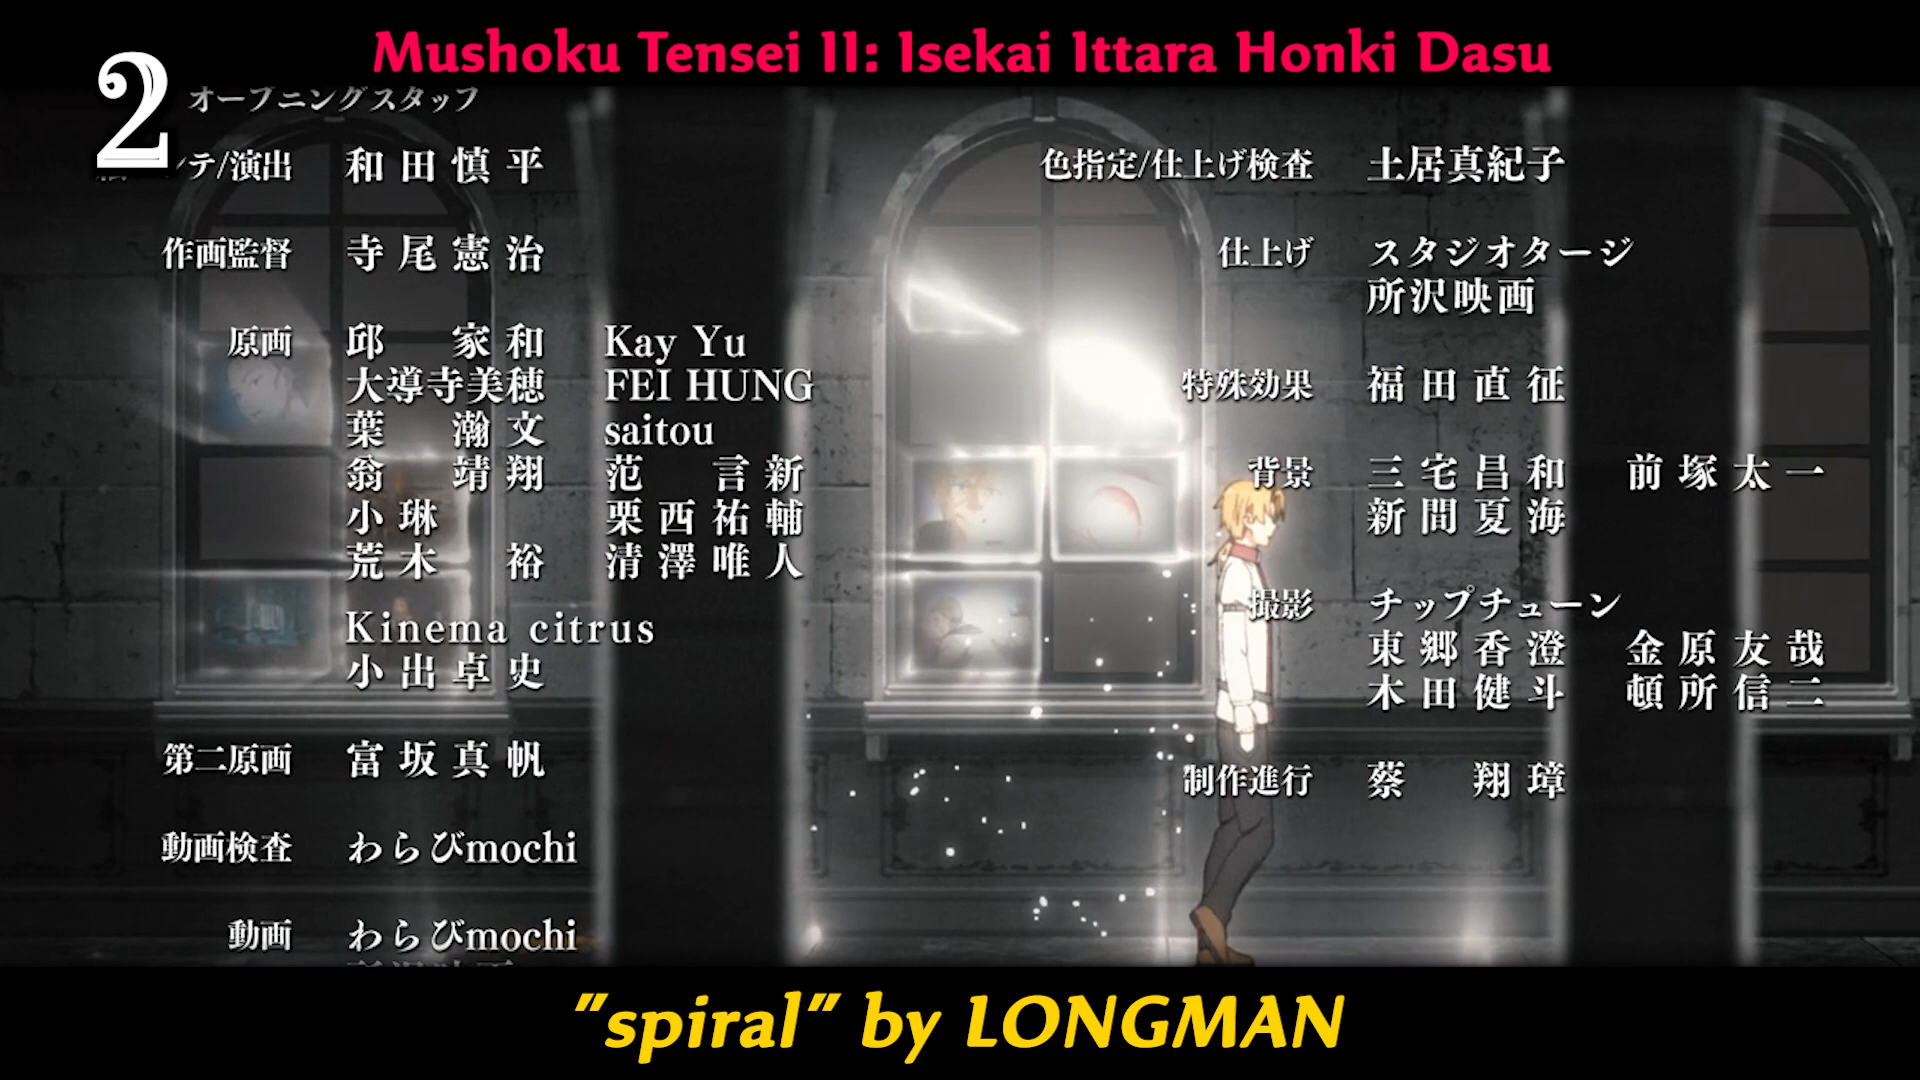 Mushoku Tensei II: Isekai Ittara Honki Dasu
2
オープニングスタッフ
ンテ/演出 和田慎平
作画監督 寺尾憲治
原画 邱家和 Kay Yu
大導寺美穂 FEI HUNG
葉瀚文 saitou
翁靖翔 范言新
小琳 栗西祐輔
荒木裕 清澤唯人
Kinema citrus
小出卓史
第二原画 富坂真帆
動画検査 わらびmochi
動画 わらびmochi
色指定/仕上げ検査 土居真紀子
仕上げ スタジオタージ
所沢映画
特殊効果 福田直征
背景 三宅昌和 前塚太一
新間夏海
撮影 チップチューン
東郷香澄 金原友哉
木田健斗 頓所信二
制作進行 蔡翔璋
"spiral" by LONGMAN